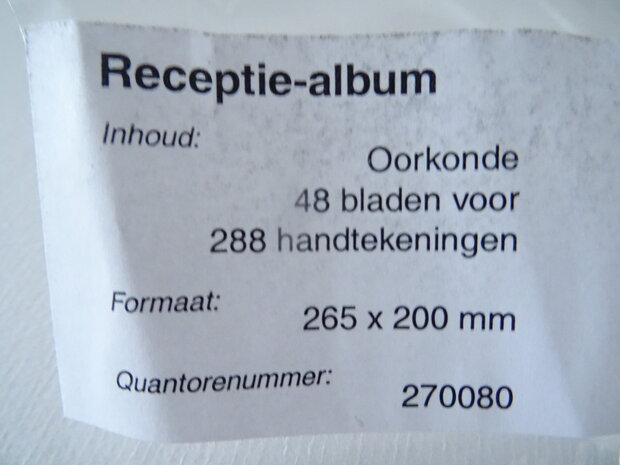 Receptie-album
Inhoud:
Oorkonde
48 bladen voor
288 handtekeningen
Formaat:
265 x 200 mm
Quantorenummer:
270080